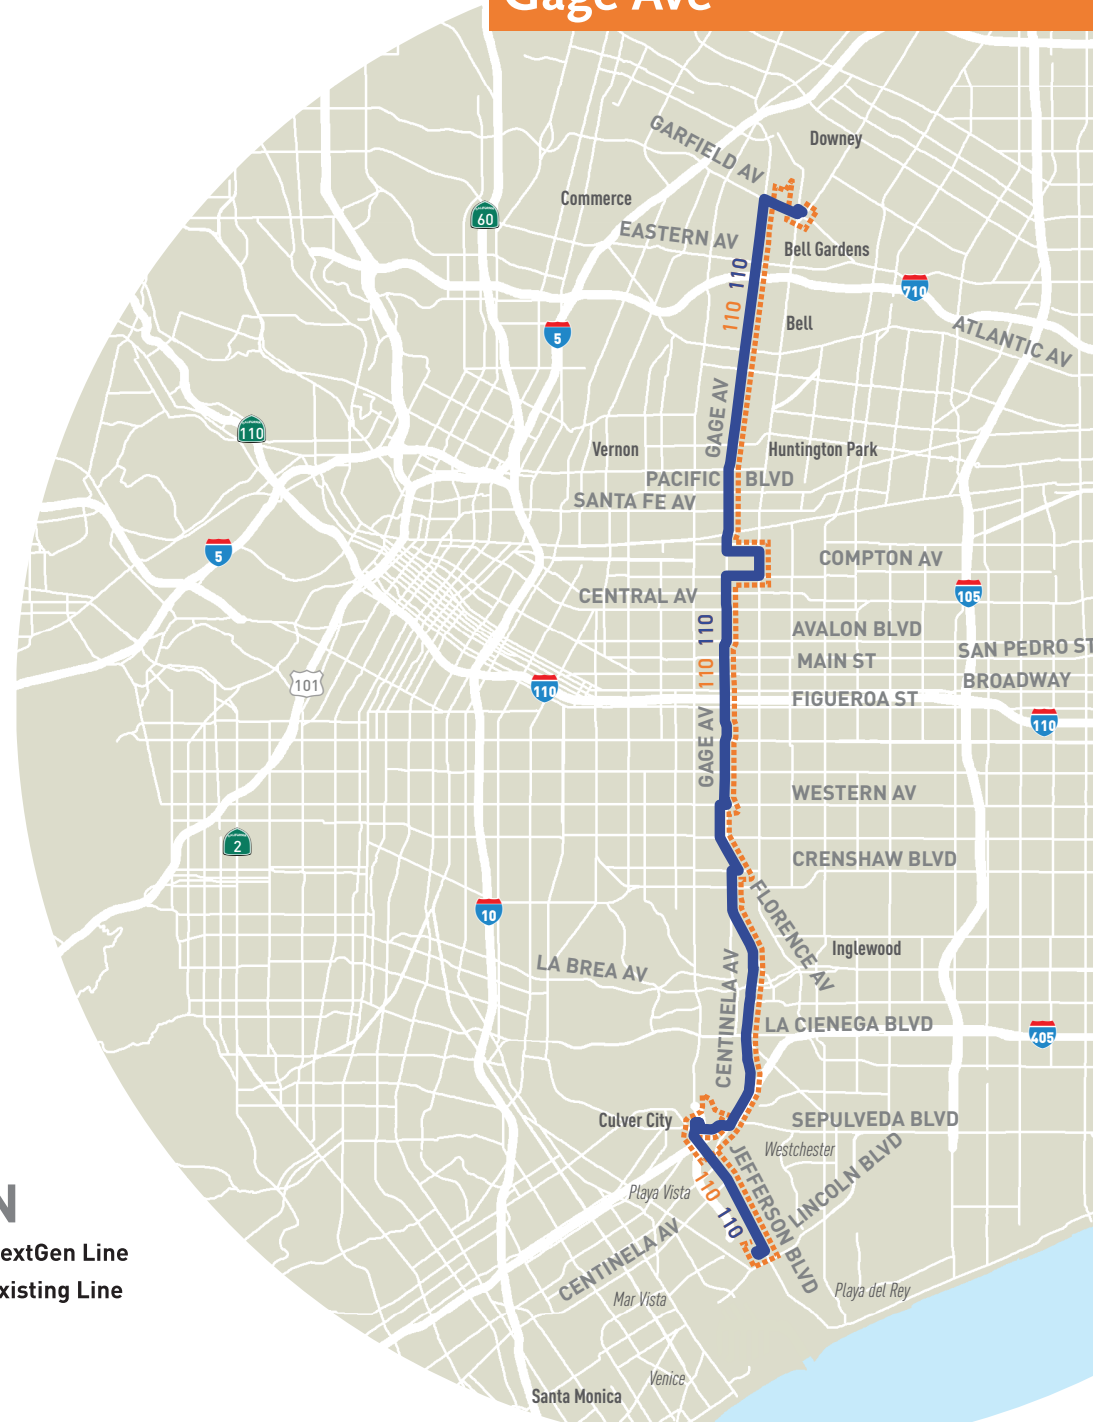 Gage Ave
GARFIELD AV
Downey
Commerce
60
EASTERN AV
Bell Gardens
110
710
110
Bell
5
ATLANTIC AV
GAGE AV
110
Vernon
Huntington Park
PACIFIC BLVD
SANTA FE AV
5
COMPTON AV
CENTRAL AV
105
110
AVALON BLVD
SAN PEDRO ST
MAIN ST
110
BROADWAY
101
110
FIGUEROA ST
110
GAGE AV
WESTERN AV
2
CRENSHAW BLVD
FLORENCE AV
10
Inglewood
LA BREA AV
CENTINELA AV
LA CIENEGA BLVD
405
Culver City
SEPULVEDA BLVD
Westchester
JEFFERSON BLVD
LINCOLN BLVD
Playa Vista
110
110
N
extGen Line
CENTINELA AV
xisting Line
Playa del Rey
Mar Vista
Venice
Santa Monica